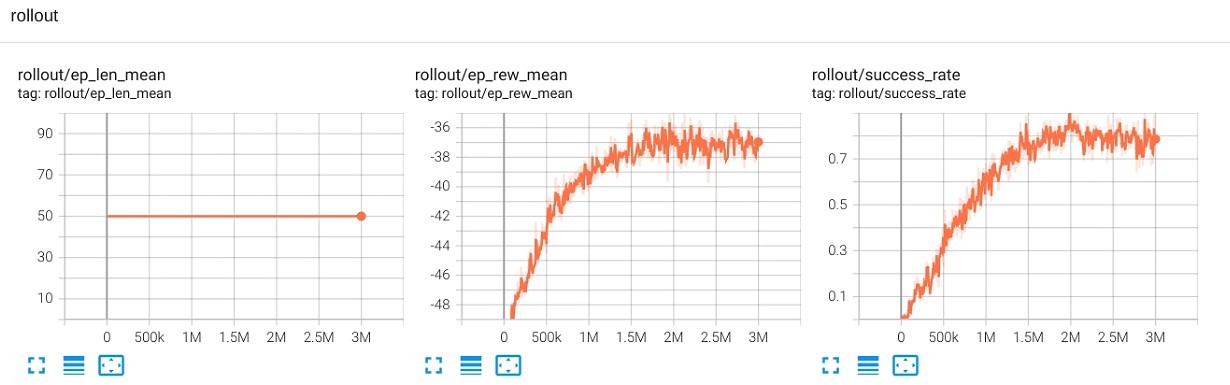 rollout
rollout/ep_len_mean
tag: rollout/ep_len_mean
90
70
50
30
10
0 500k 1M 1.5M 2M 2.5M 3M
rollout/ep_rew_mean
tag: rollout/ep_rew_mean
-36
-38
-40
-42
-44
-46
-48
0 500k 1M 1.5M 2M 2.5M 3M
rollout/success_rate
tag: rollout/success_rate
0.7
0.5
0.3
0.1
0 500k 1M 1.5M 2M 2.5M 3M